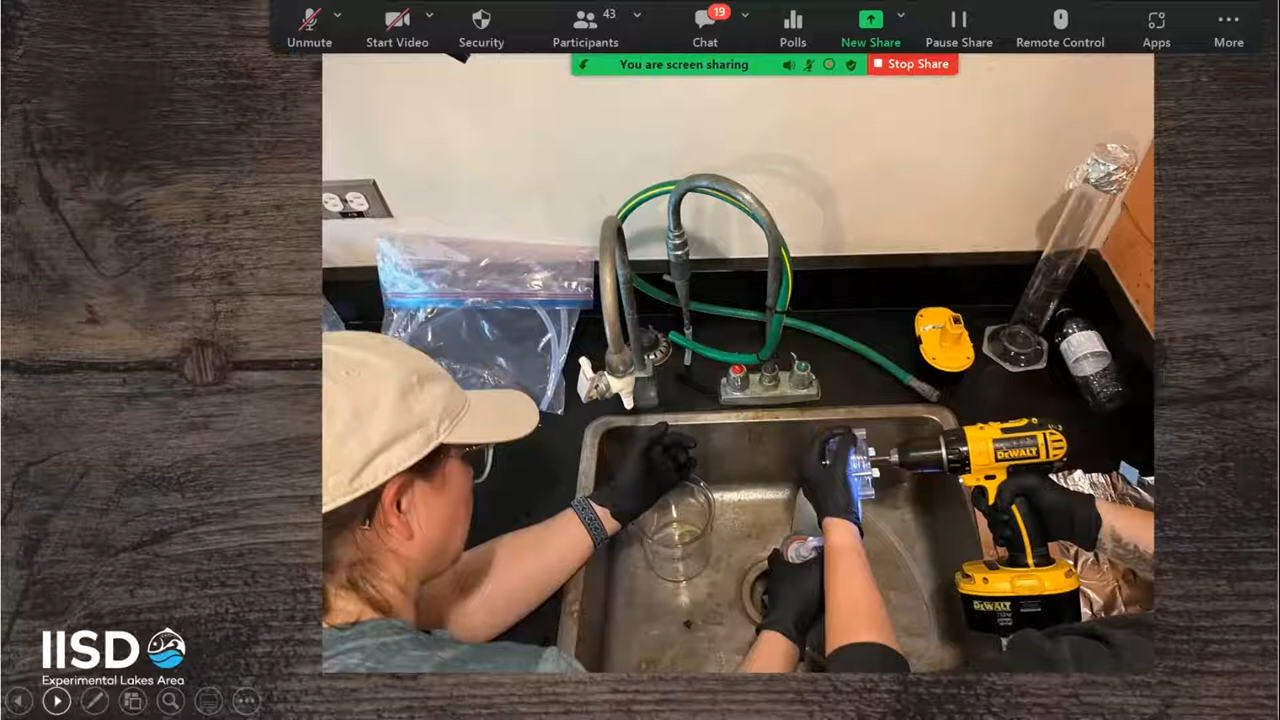 Unmute
Start Video
Security
43
Participants
19
Chat
Polls
New Share
Pause Share
Remote Control
Apps
More
You are screen sharing
Stop Share
DEWALT
DEWALT
IISD
Experimental Lakes Area